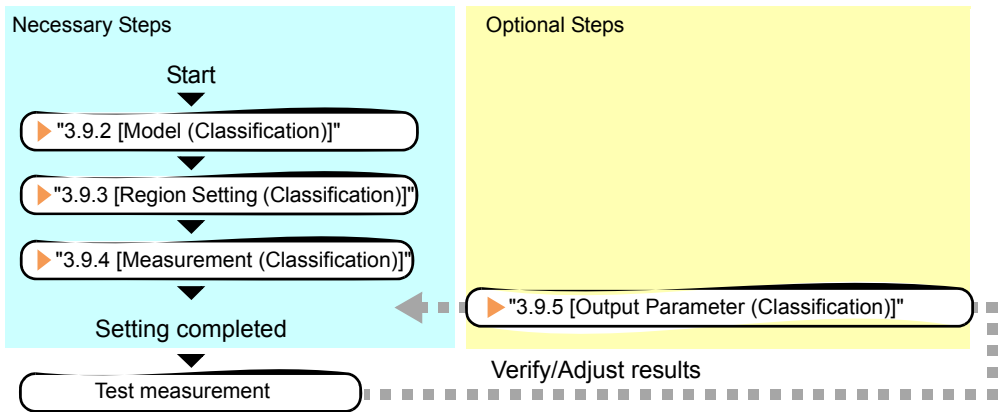 Necessary Steps
Optional Steps
Start
"3.9.2 [Model (Classification)]"
"3.9.3 [Region Setting (Classification)]"
"3.9.4 [Measurement (Classification)]"
"3.9.5 [Output Parameter (Classification)]"
Setting completed
Verify/Adjust results
Test measurement